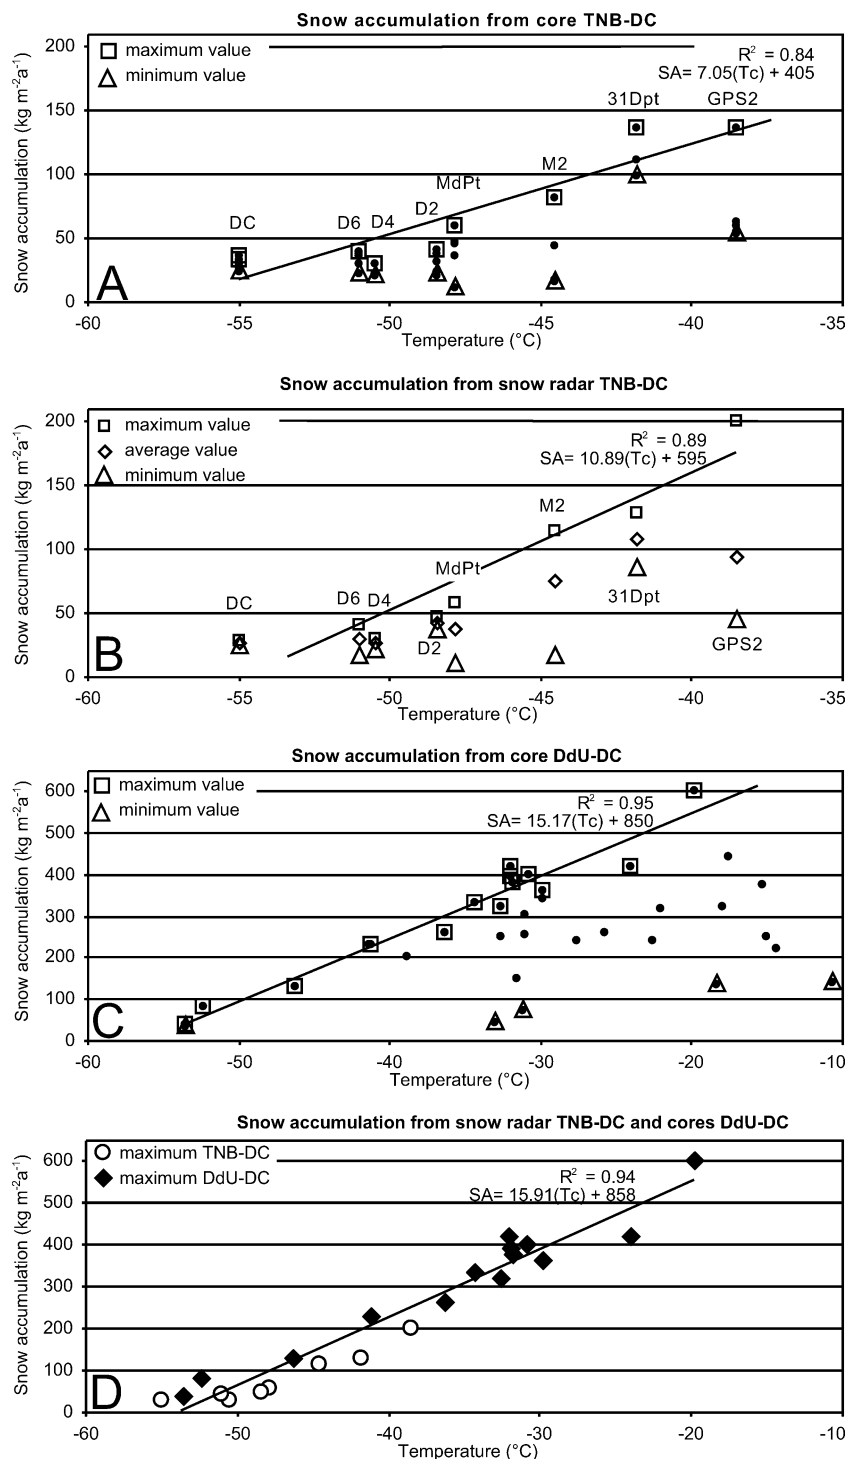 Snow accumulation from core TNB-DC
Snow accumulation (kg m-2a-1)
200
150
100
50
0
maximum value
minimum value
R2 = 0.84
SA= 7.05(Tc) + 405
31Dpt
GPS2
M2
MdPt
D2
DC
D6
D4
A
-60
-55
-50
-45
-40
-35
Temperature (°C)
Snow accumulation from snow radar TNB-DC
Snow accumulation (kg m-2a-1)
200
150
100
50
0
maximum value
average value
minimum value
R2 = 0.89
SA= 10.89(Tc) + 595
M2
MdPt
DC
D6
D4
31Dpt
D2
GPS2
B
-60
-55
-50
-45
-40
-35
Temperature (°C)
Snow accumulation from core DdU-DC
Snow accumulation (kg m-2a-1)
600
500
400
300
200
100
0
maximum value
minimum value
R2 = 0.95
SA= 15.17(Tc) + 850
C
-60
-50
-40
-30
-20
-10
Temperature (°C)
Snow accumulation from snow radar TNB-DC and cores DdU-DC
Snow accumulation (kg m-2a-1)
600
500
400
300
200
100
0
maximum TNB-DC
maximum DdU-DC
R2 = 0.94
SA= 15.91(Tc) + 858
D
-60
-50
-40
-30
-20
-10
Temperature (°C)